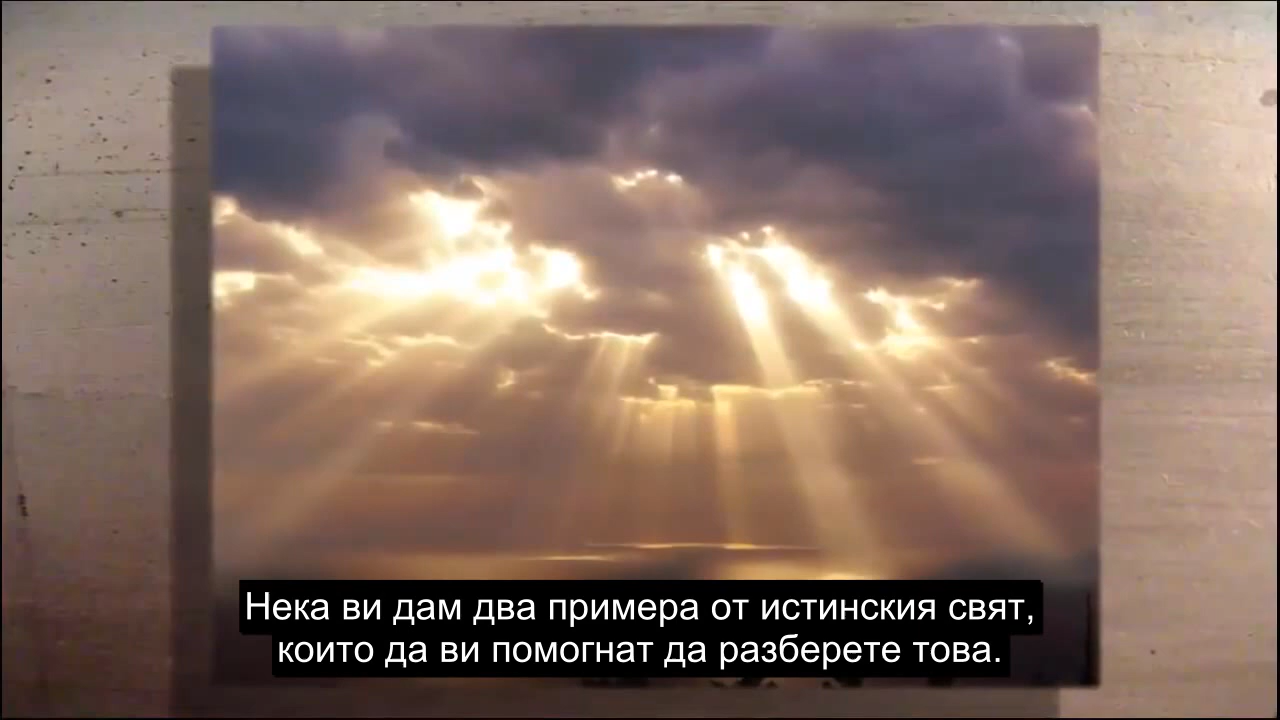 Нека ви дам два примера от истинския свят,
които да ви помогнат да разберете това.